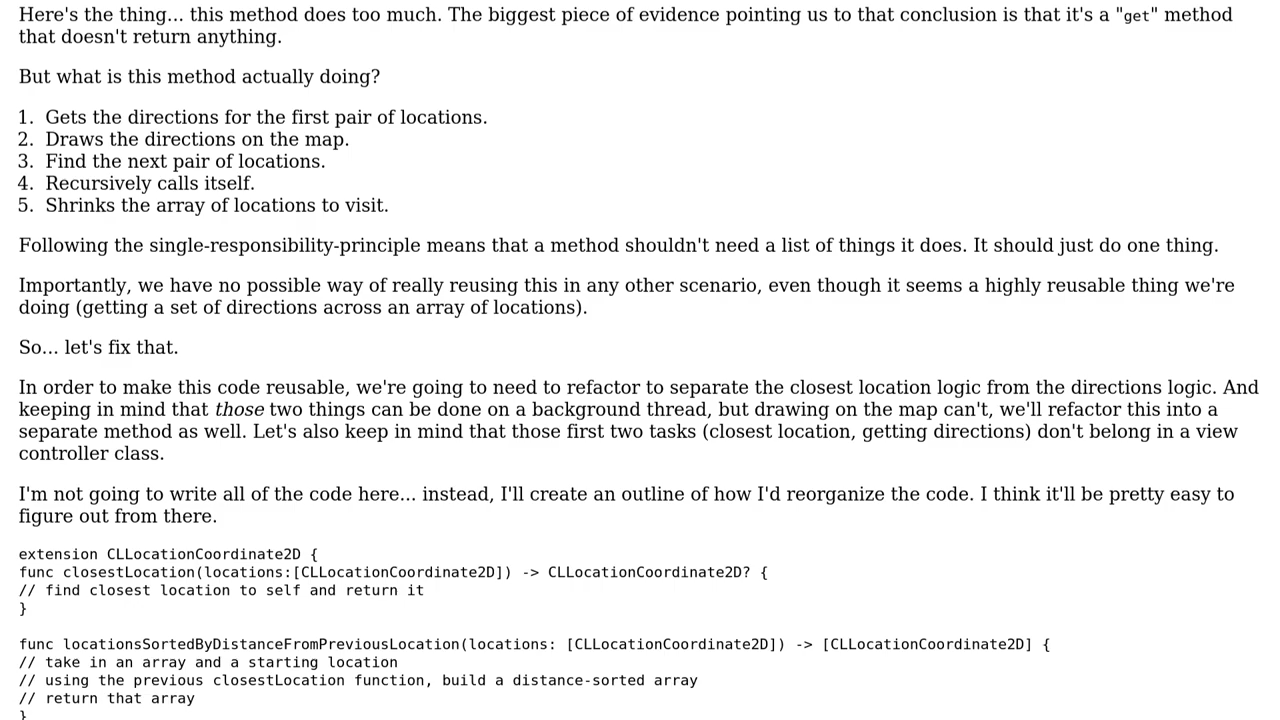 Here's the thing... this method does too much. The biggest piece of evidence pointing us to that conclusion is that it's a "get" method
that doesn't return anything.
But what is this method actually doing?
1. Gets the directions for the first pair of locations.
2. Draws the directions on the map.
3. Find the next pair of locations.
4. Recursively calls itself.
5. Shrinks the array of locations to visit.
Following the single-responsibility-principle means that a method shouldn't need a list of things it does. It should just do one thing.
Importantly, we have no possible way of really reusing this in any other scenario, even though it seems a highly reusable thing we're
doing (getting a set of directions across an array of locations).
So... let's fix that.
In order to make this code reusable, we're going to need to refactor to separate the closest location logic from the directions logic. And
keeping in mind that those two things can be done on a background thread, but drawing on the map can't, we'll refactor this into a
separate method as well. Let's also keep in mind that those first two tasks (closest location, getting directions) don't belong in a view
controller class.
I'm not going to write all of the code here... instead, I'll create an outline of how I'd reorganize the code. I think it'll be pretty easy to
figure out from there.
extension CLLocationCoordinate2D {
func closestLocation(locations:[CLLocationCoordinate2D]) -> CLLocationCoordinate2D? {
// find closest location to self and return it
}
func locationsSortedByDistanceFromPreviousLocation(locations: [CLLocationCoordinate2D]) -> [CLLocationCoordinate2D] {
// take in an array and a starting location
// using the previous closestLocation function, build a distance-sorted array
// return that array
}